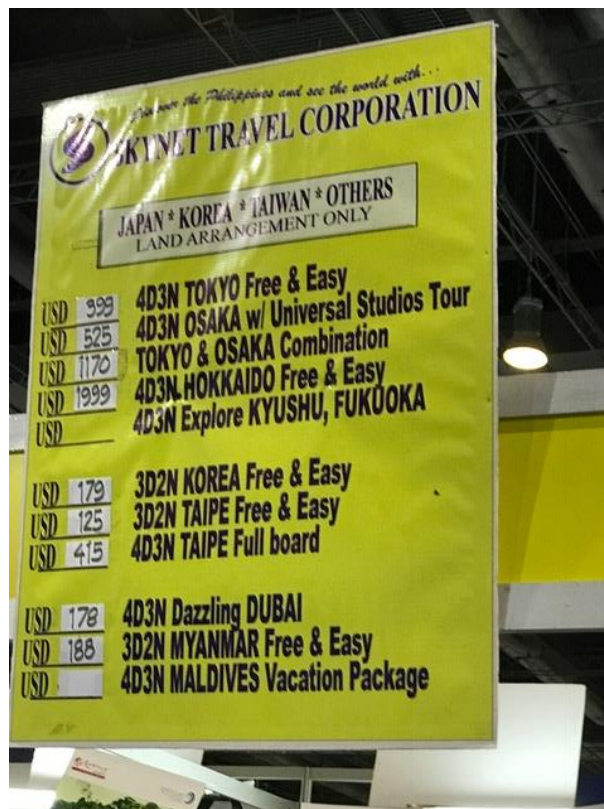 Discover the Philippines and see the world with...
SKYNET TRAVEL CORPORATION
JAPAN * KOREA * TAIWAN * OTHERS
LAND ARRANGEMENT ONLY
USD 399 4D3N TOKYO Free & Easy
USD 525 4D3N OSAKA w/ Universal Studios Tour
USD 1170 TOKYO & OSAKA Combination
USD 1999 4D3N HOKKAIDO Free & Easy
USD 4D3N Explore KYUSHU, FUKUOKA
USD 179 3D2N KOREA Free & Easy
USD 125 3D2N TAIPE Free & Easy
USD 415 4D3N TAIPE Full board
USD 178 4D3N Dazzling DUBAI
USD 188 3D2N MYANMAR Free & Easy
USD 4D3N MALDIVES Vacation Package